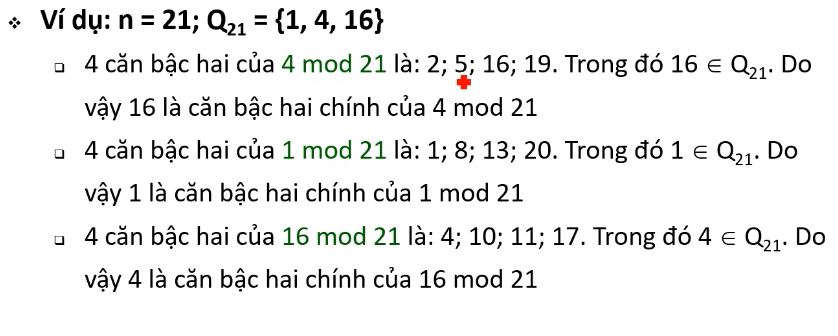 ❖ Ví dụ: n = 21; Q₂₁ = {1, 4, 16}
❑ 4 căn bậc hai của 4 mod 21 là: 2; 5; 16; 19. Trong đó 16 ∈ Q₂₁. Do
vậy 16 là căn bậc hai chính của 4 mod 21
❑ 4 căn bậc hai của 1 mod 21 là: 1; 8; 13; 20. Trong đó 1 ∈ Q₂₁. Do
vậy 1 là căn bậc hai chính của 1 mod 21
❑ 4 căn bậc hai của 16 mod 21 là: 4; 10; 11; 17. Trong đó 4 ∈ Q₂₁. Do
vậy 4 là căn bậc hai chính của 16 mod 21